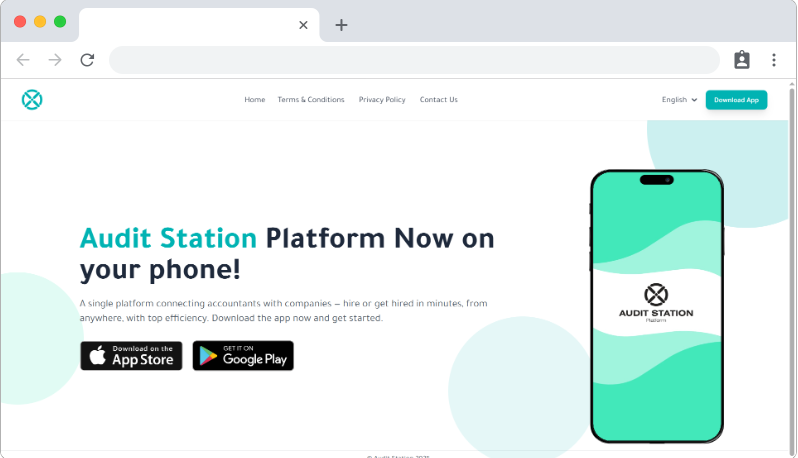 Home Terms & Conditions Privacy Policy Contact Us English Download App
Audit Station Platform Now on
your phone!
A single platform connecting accountants with companies – hire or get hired in minutes, from
anywhere, with top efficiency. Download the app now and get started.
Download on the
App Store
GET IT ON
Google Play
AUDIT STATION
Platform
© Audit Station 2025